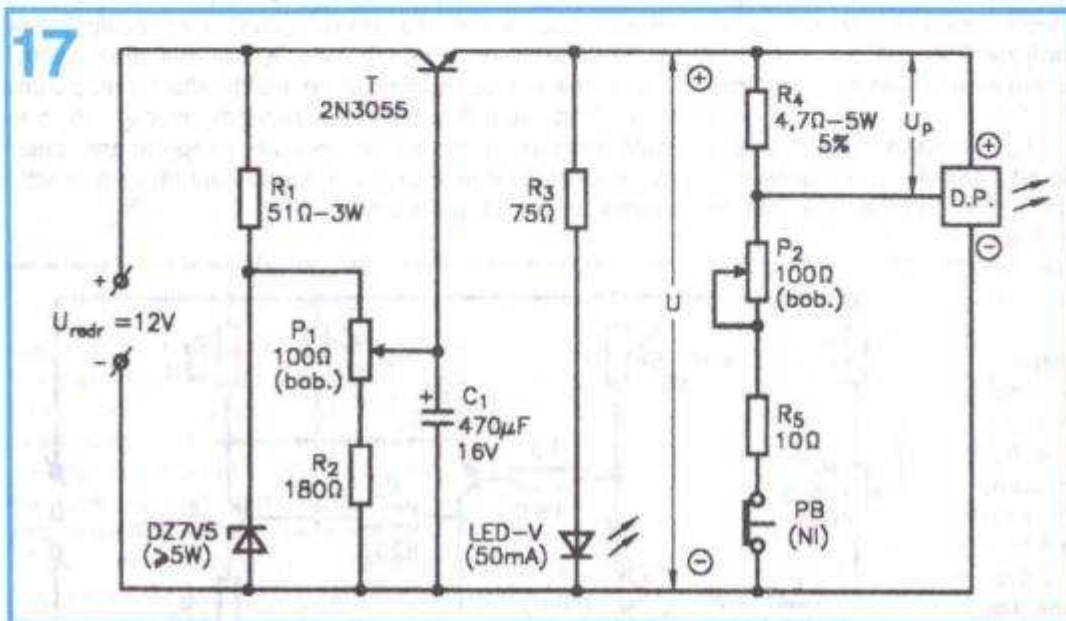 17
T
2N3055
R1
51Ω-3W
R3
75Ω
+
R4
4,7Ω-5W
5%
Up
+
D.P.
−
+
Uredr =12V
-
P1
100Ω
(bob.)
U
P2
100Ω
(bob.)
+
C1
470µF
16V
R2
180Ω
R5
10Ω
DZ7V5
(⩾5W)
LED-V
(50mA)
PB
(NI)
−